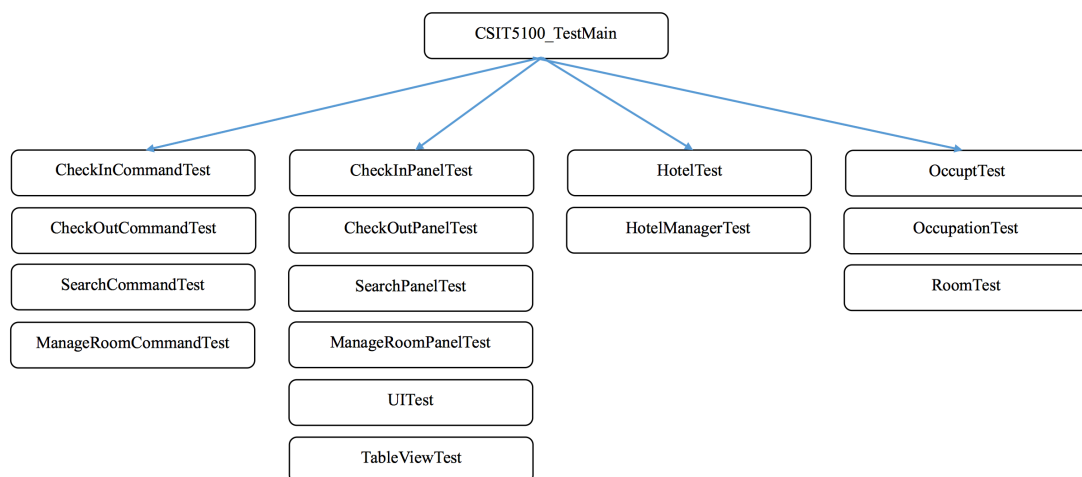 CSIT5100_TestMain
CheckInCommandTest
CheckOutCommandTest
SearchCommandTest
ManageRoomCommandTest
CheckInPanelTest
CheckOutPanelTest
SearchPanelTest
ManageRoomPanelTest
UITest
TableViewTest
HotelTest
HotelManagerTest
OccuptTest
OccupationTest
RoomTest